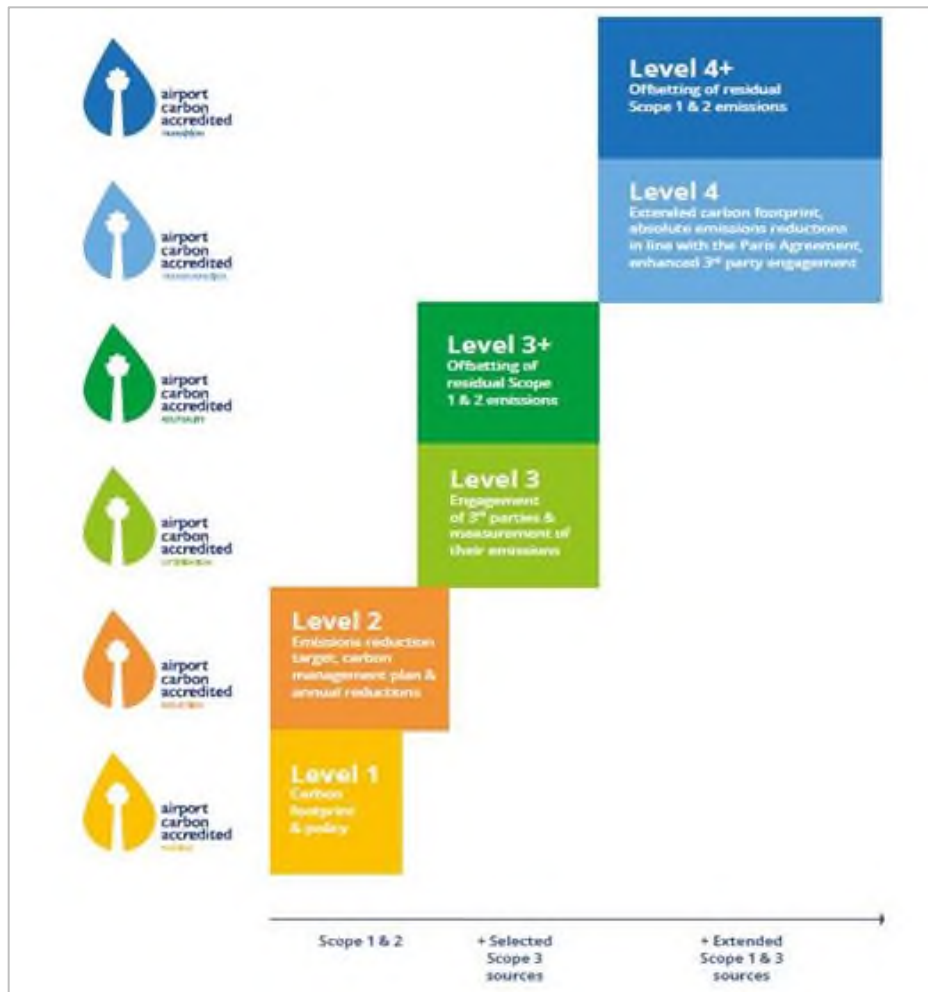 Level 4+
Offsetting of residual
Scope 1 & 2 emissions
airport
carbon
accredited
Level 4
Extended carbon footprint,
absolute emissions reductions
in line with the Paris Agreement,
enhanced 3rd party engagement
airport
carbon
accredited
Level 3+
Offsetting of
residual Scope
1 & 2 emissions
airport
carbon
accredited
Level 3
Engagement
of 3rd parties &
measurement of
their emissions
airport
carbon
accredited
Level 2
Emissions reduction
target, carbon
management plan &
annual reductions
airport
carbon
accredited
Level 1
Carbon
footprint
& policy
airport
carbon
accredited
Scope 1 & 2
+ Selected
Scope 3
sources
+ Extended
Scope 1 & 3
sources